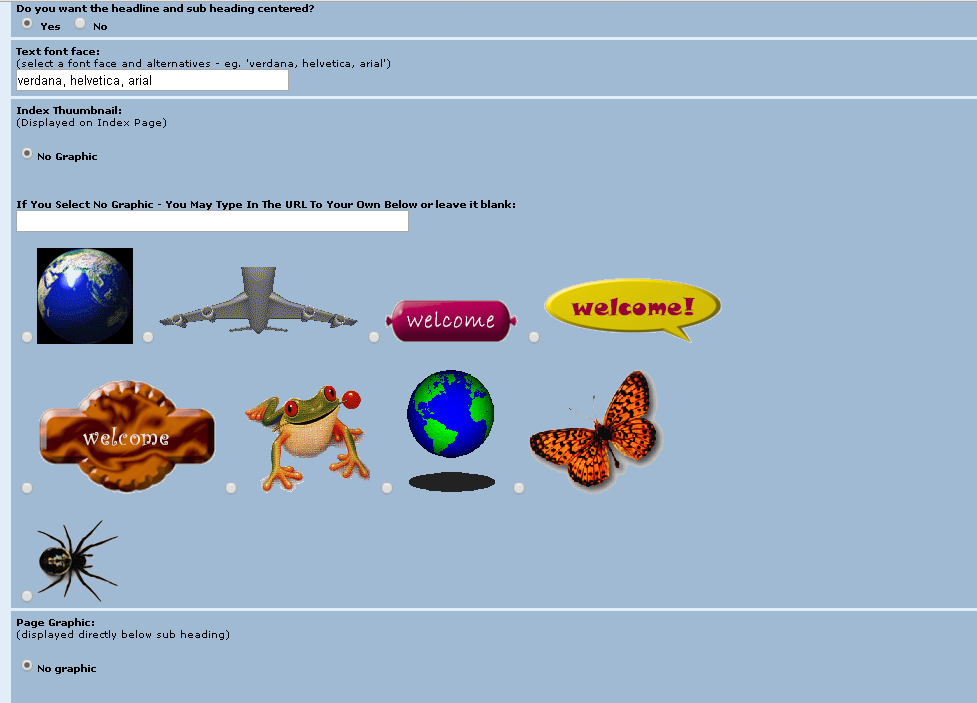 Do you want the headline and sub heading centered?
Yes No
Text font face:
(select a font face and alternatives - eg. 'verdana, helvetica, arial')
verdana, helvetica, arial
Index Thuumbnail:
(Displayed on Index Page)
No Graphic
If You Select No Graphic - You May Type In The URL To Your Own Below or leave it blank:
welcome
welcome!
welcome
Page Graphic:
(displayed directly below sub heading)
No graphic